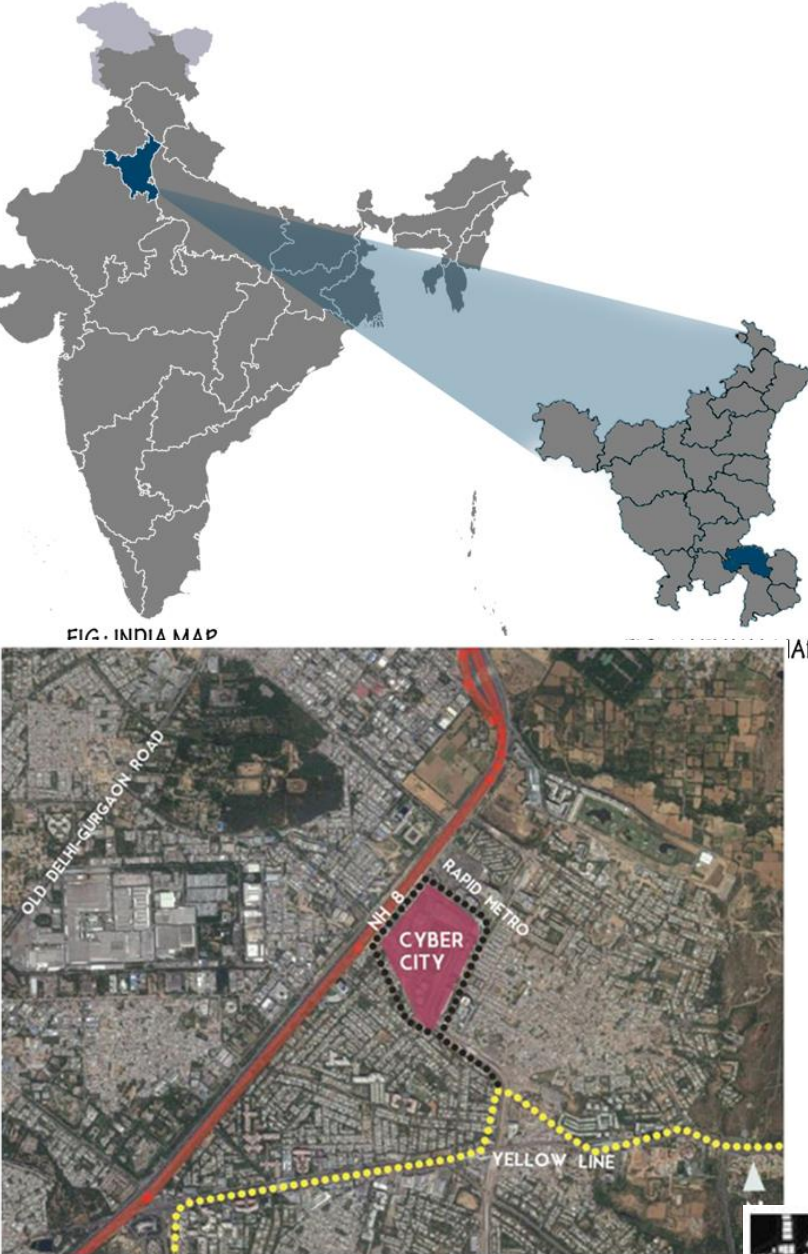 FIG : INDIA MAP
OLD DELHI-GURGAON ROAD
NH 8
RAPID METRO
CYBER
CITY
YELLOW LINE